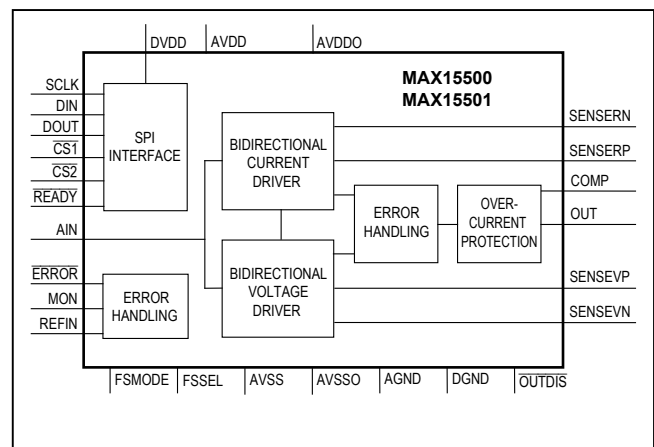 DVDD AVDD AVDDO
MAX15500
MAX15501
SCLK
DIN
DOUT
CS1
CS2
READY
AIN
ERROR
MON
REFIN
SPI
INTERFACE
BIDIRECTIONAL
CURRENT
DRIVER
BIDIRECTIONAL
VOLTAGE
DRIVER
ERROR
HANDLING
ERROR
HANDLING
OVER-
CURRENT
PROTECTION
SENSERN
SENSERP
COMP
OUT
SENSEVP
SENSEVN
FSMODE FSSEL AVSS AVSSO AGND DGND OUTDIS